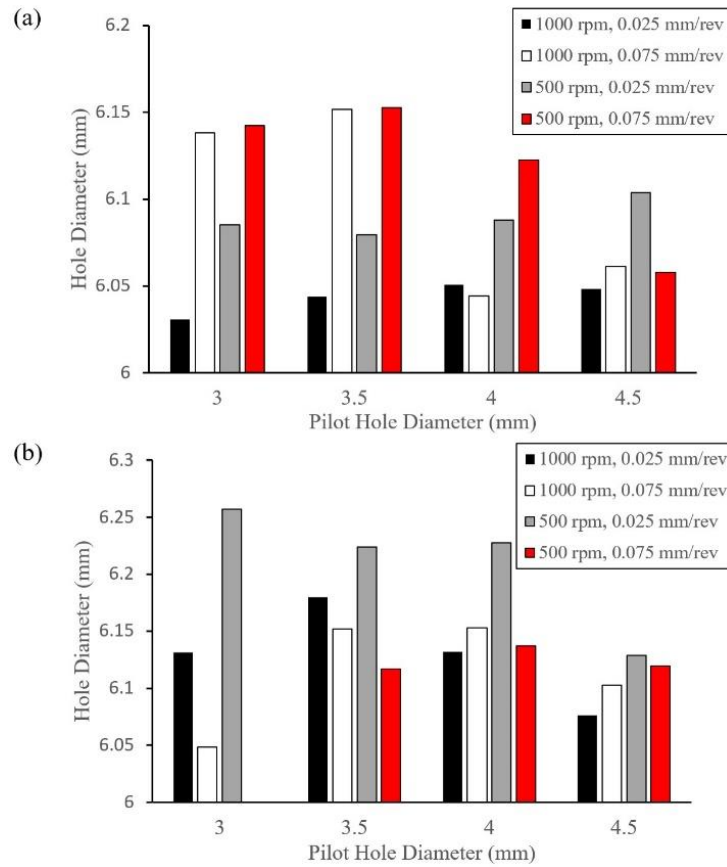 (a)
6.2
6.15
6.1
6.05
6
Hole Diameter (mm)
1000 rpm, 0.025 mm/rev
1000 rpm, 0.075 mm/rev
500 rpm, 0.025 mm/rev
500 rpm, 0.075 mm/rev
3 3.5 4 4.5
Pilot Hole Diameter (mm)
(b)
6.3
6.25
6.2
6.15
6.1
6.05
6
Hole Diameter (mm)
1000 rpm, 0.025 mm/rev
1000 rpm, 0.075 mm/rev
500 rpm, 0.025 mm/rev
500 rpm, 0.075 mm/rev
3 3.5 4 4.5
Pilot Hole Diameter (mm)